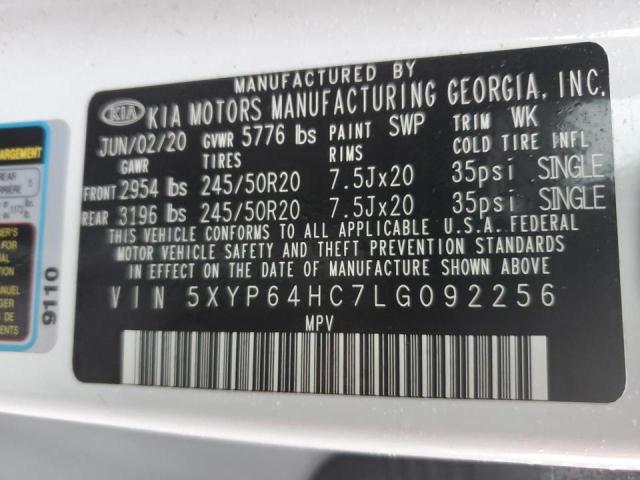 MANUFACTURED BY
KIA KIA MOTORS MANUFACTURING GEORGIA, INC.
JUN/02/20 GVWR 5776 lbs PAINT SWP TRIM WK
GAWR TIRES RIMS COLD TIRE INFL
FRONT 2954 lbs 245/50R20 7.5Jx20 35psi SINGLE
REAR 3196 lbs 245/50R20 7.5Jx20 35psi SINGLE
THIS VEHICLE CONFORMS TO ALL APPLICABLE U.S.A. FEDERAL
MOTOR VEHICLE SAFETY AND THEFT PREVENTION STANDARDS
IN EFFECT ON THE DATE OF MANUFACTURE SHOWN ABOVE.
VIN 5XYP64HC7LG092256
MPV
9110